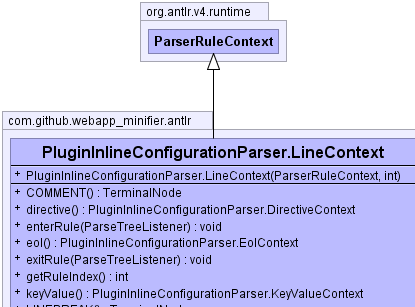 org.antlr.v4.runtime
ParserRuleContext
com.github.webapp_minifier.antlr
PluginInlineConfigurationParser.LineContext
+ PluginInlineConfigurationParser.LineContext(ParserRuleContext, int)
+ COMMENT() : TerminalNode
+ directive() : PluginInlineConfigurationParser.DirectiveContext
+ enterRule(ParseTreeListener) : void
+ eol() : PluginInlineConfigurationParser.EolContext
+ exitRule(ParseTreeListener) : void
+ getRuleIndex() : int
+ keyValue() : PluginInlineConfigurationParser.KeyValueContext